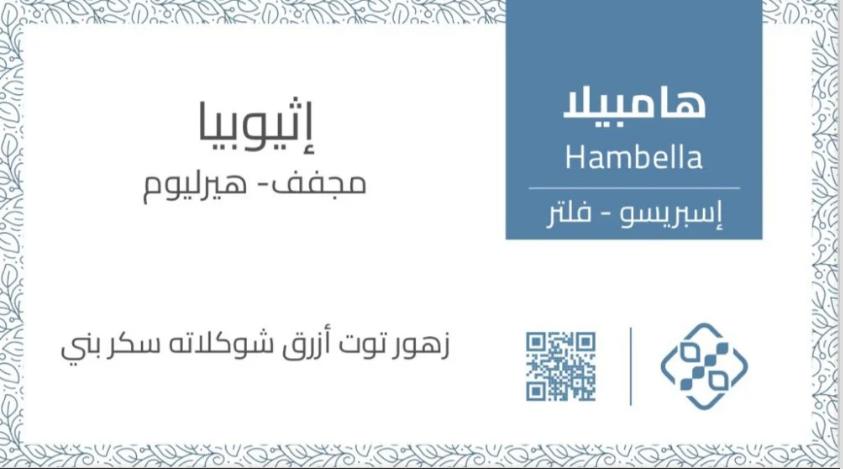 هامبيلا
Hambella
إسبريسو - فلتر
إثيوبيا
مجفف- هيرليوم
زهور توت أزرق شوكلاته سكر بني